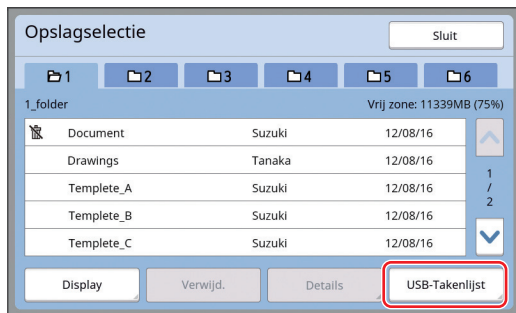 Opslagselectie Sluit
1 2 3 4 5 6
1_folder Vrij zone: 11339MB (75%)
Document Suzuki 12/08/16
Drawings Tanaka 12/08/16
Templete_A Suzuki 12/08/16
Templete_B Suzuki 12/08/16
Templete_C Suzuki 12/08/16
1
/
2
Display Verwijd. Details USB-Takenlijst